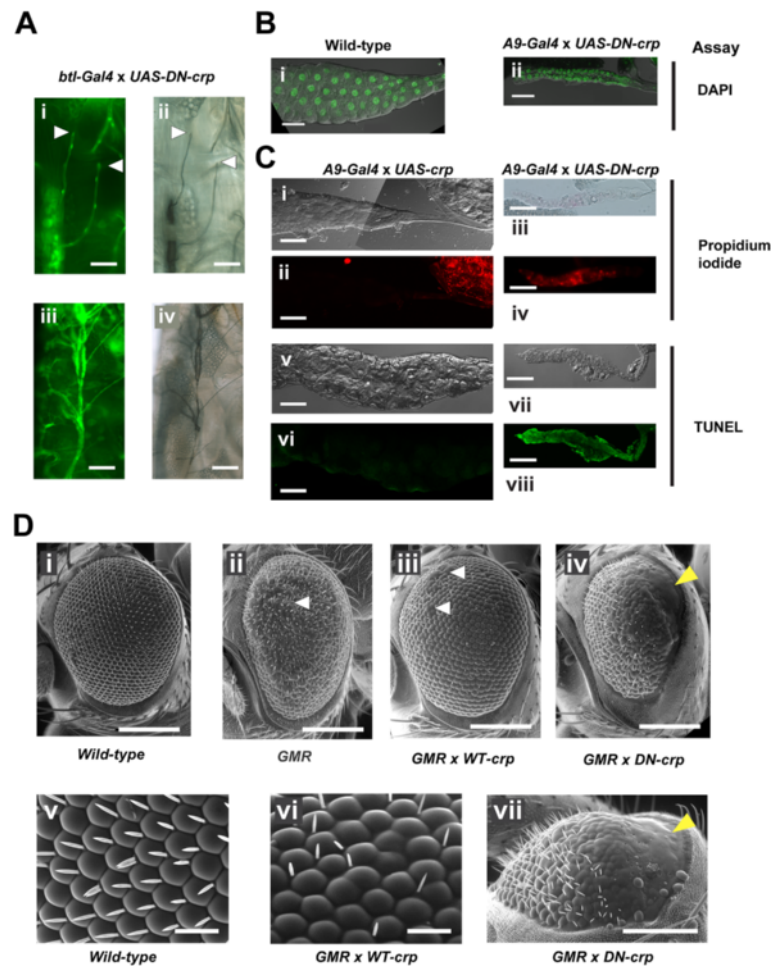 A
btl-Gal4 x UAS-DN-crp
i
ii
iii
iv
B
Wild-type
A9-Gal4 x UAS-DN-crp
Assay
i
ii
DAPI
C
A9-Gal4 x UAS-crp
A9-Gal4 x UAS-DN-crp
i
iii
ii
iv
Propidium
iodide
v
vii
vi
viii
TUNEL
D
i
ii
iii
iv
Wild-type
GMR
GMR x WT-crp
GMR x DN-crp
v
vi
vii
Wild-type
GMR x WT-crp
GMR x DN-crp